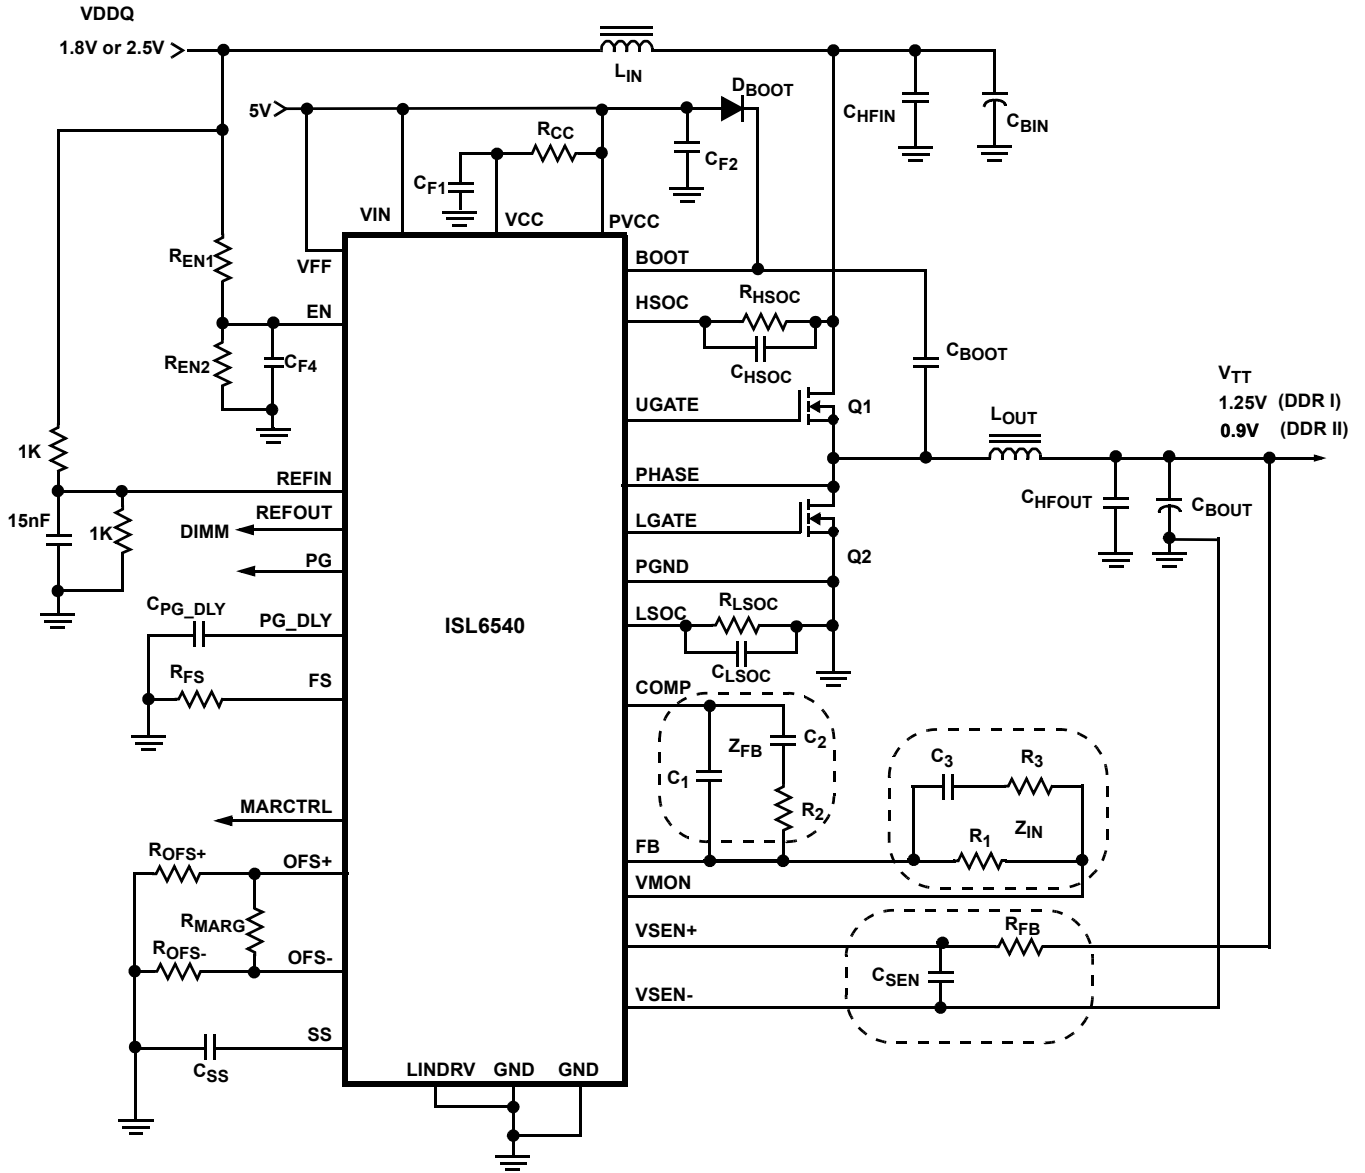 VDDQ
1.8V or 2.5V
LIN
5V
DBOOT
CHFIN
CBIN
RCC
CF1
CF2
VIN
VCC
PVCC
VFF
BOOT
REN1
HSOC
RHSOC
CHSOC
EN
REN2
CF4
CBOOT
UGATE
Q1
VTT
1.25V (DDR I)
0.9V (DDR II)
LOUT
1K
REFIN
PHASE
CHFOUT
CBOUT
15nF
1K
REFOUT
DIMM
LGATE
Q2
PG
PGND
CPG_DLY
PG_DLY
ISL6540
LSOC
RLSOC
CLSOC
RFS
FS
COMP
ZFB
C2
C1
R2
C3
R3
R1
ZIN
MARCTRL
FB
ROFS+
OFS+
VMON
RMARG
VSEN+
RFB
ROFS-
OFS-
CSEN
VSEN-
SS
CSS
LINDRV
GND
GND